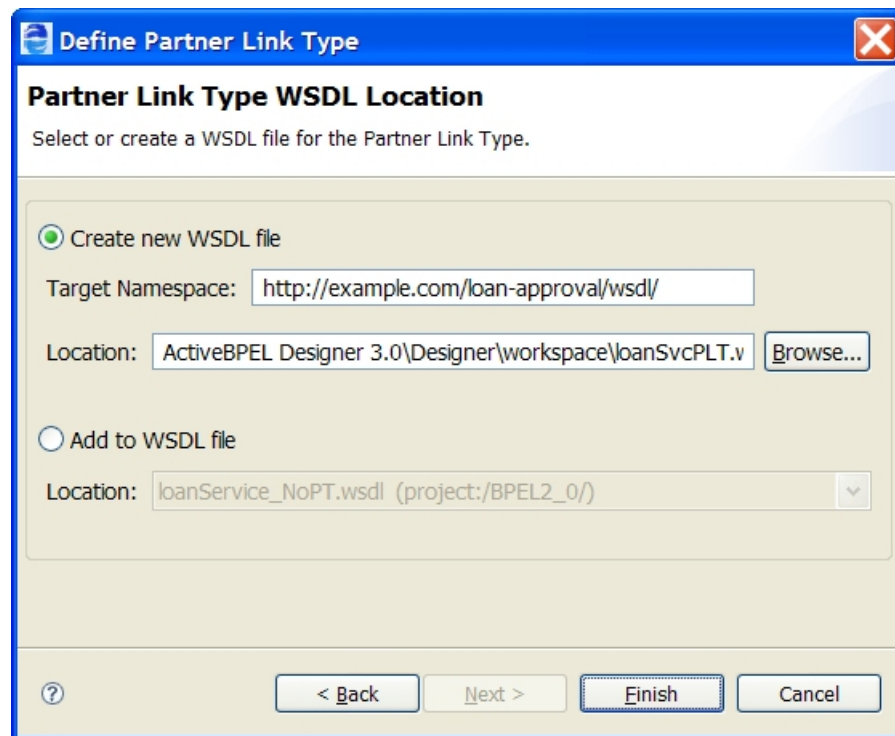 Define Partner Link Type
Partner Link Type WSDL Location
Select or create a WSDL file for the Partner Link Type.
Create new WSDL file
Target Namespace: http://example.com/loan-approval/wsdl/
Location: ActiveBPEL Designer 3.0\Designer\workspace\loanSvcPLT.w Browse...
Add to WSDL file
Location: loanService_NoPT.wsdl (project:/BPEL2_0/)
? < Back Next > Finish Cancel